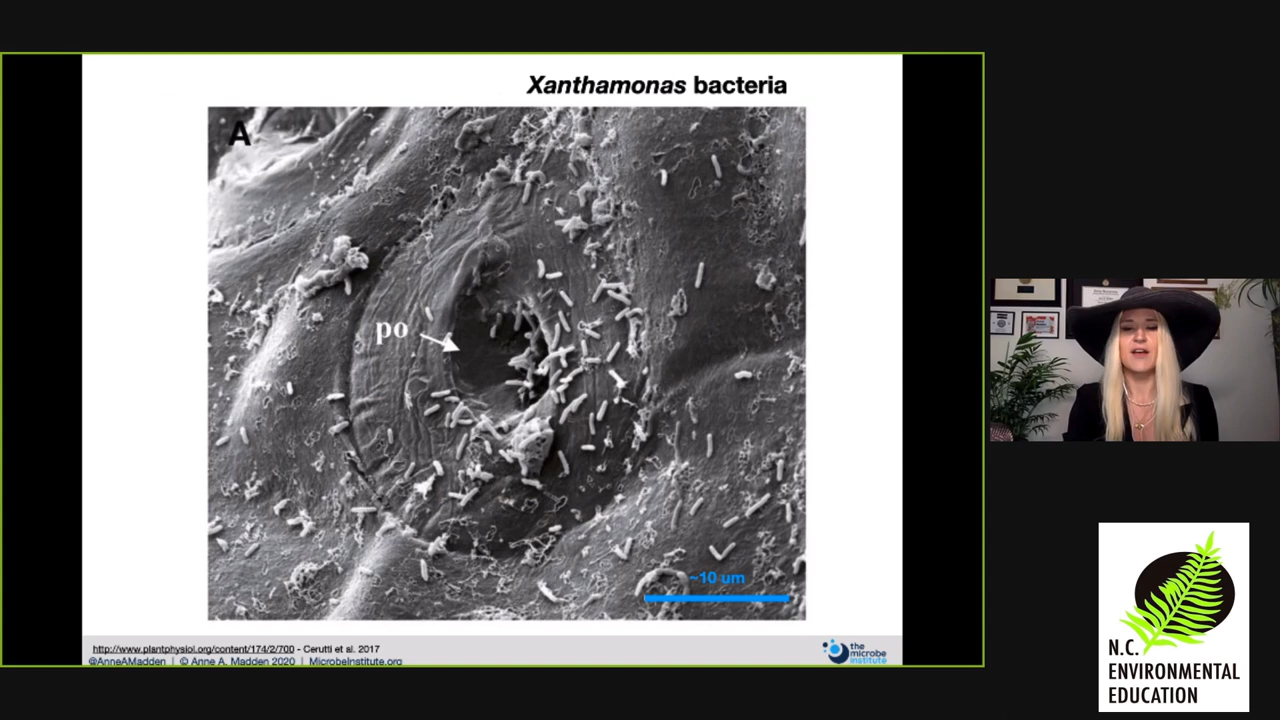 Xanthamonas bacteria
A
po
~10 um
http://www.plantphysiol.org/content/174/2/700 - Cerutti et al. 2017
@AnneAMadden | © Anne A. Madden 2020 | MicrobeInstitute.org
the
microbe
institute
N.C.
ENVIRONMENTAL
EDUCATION